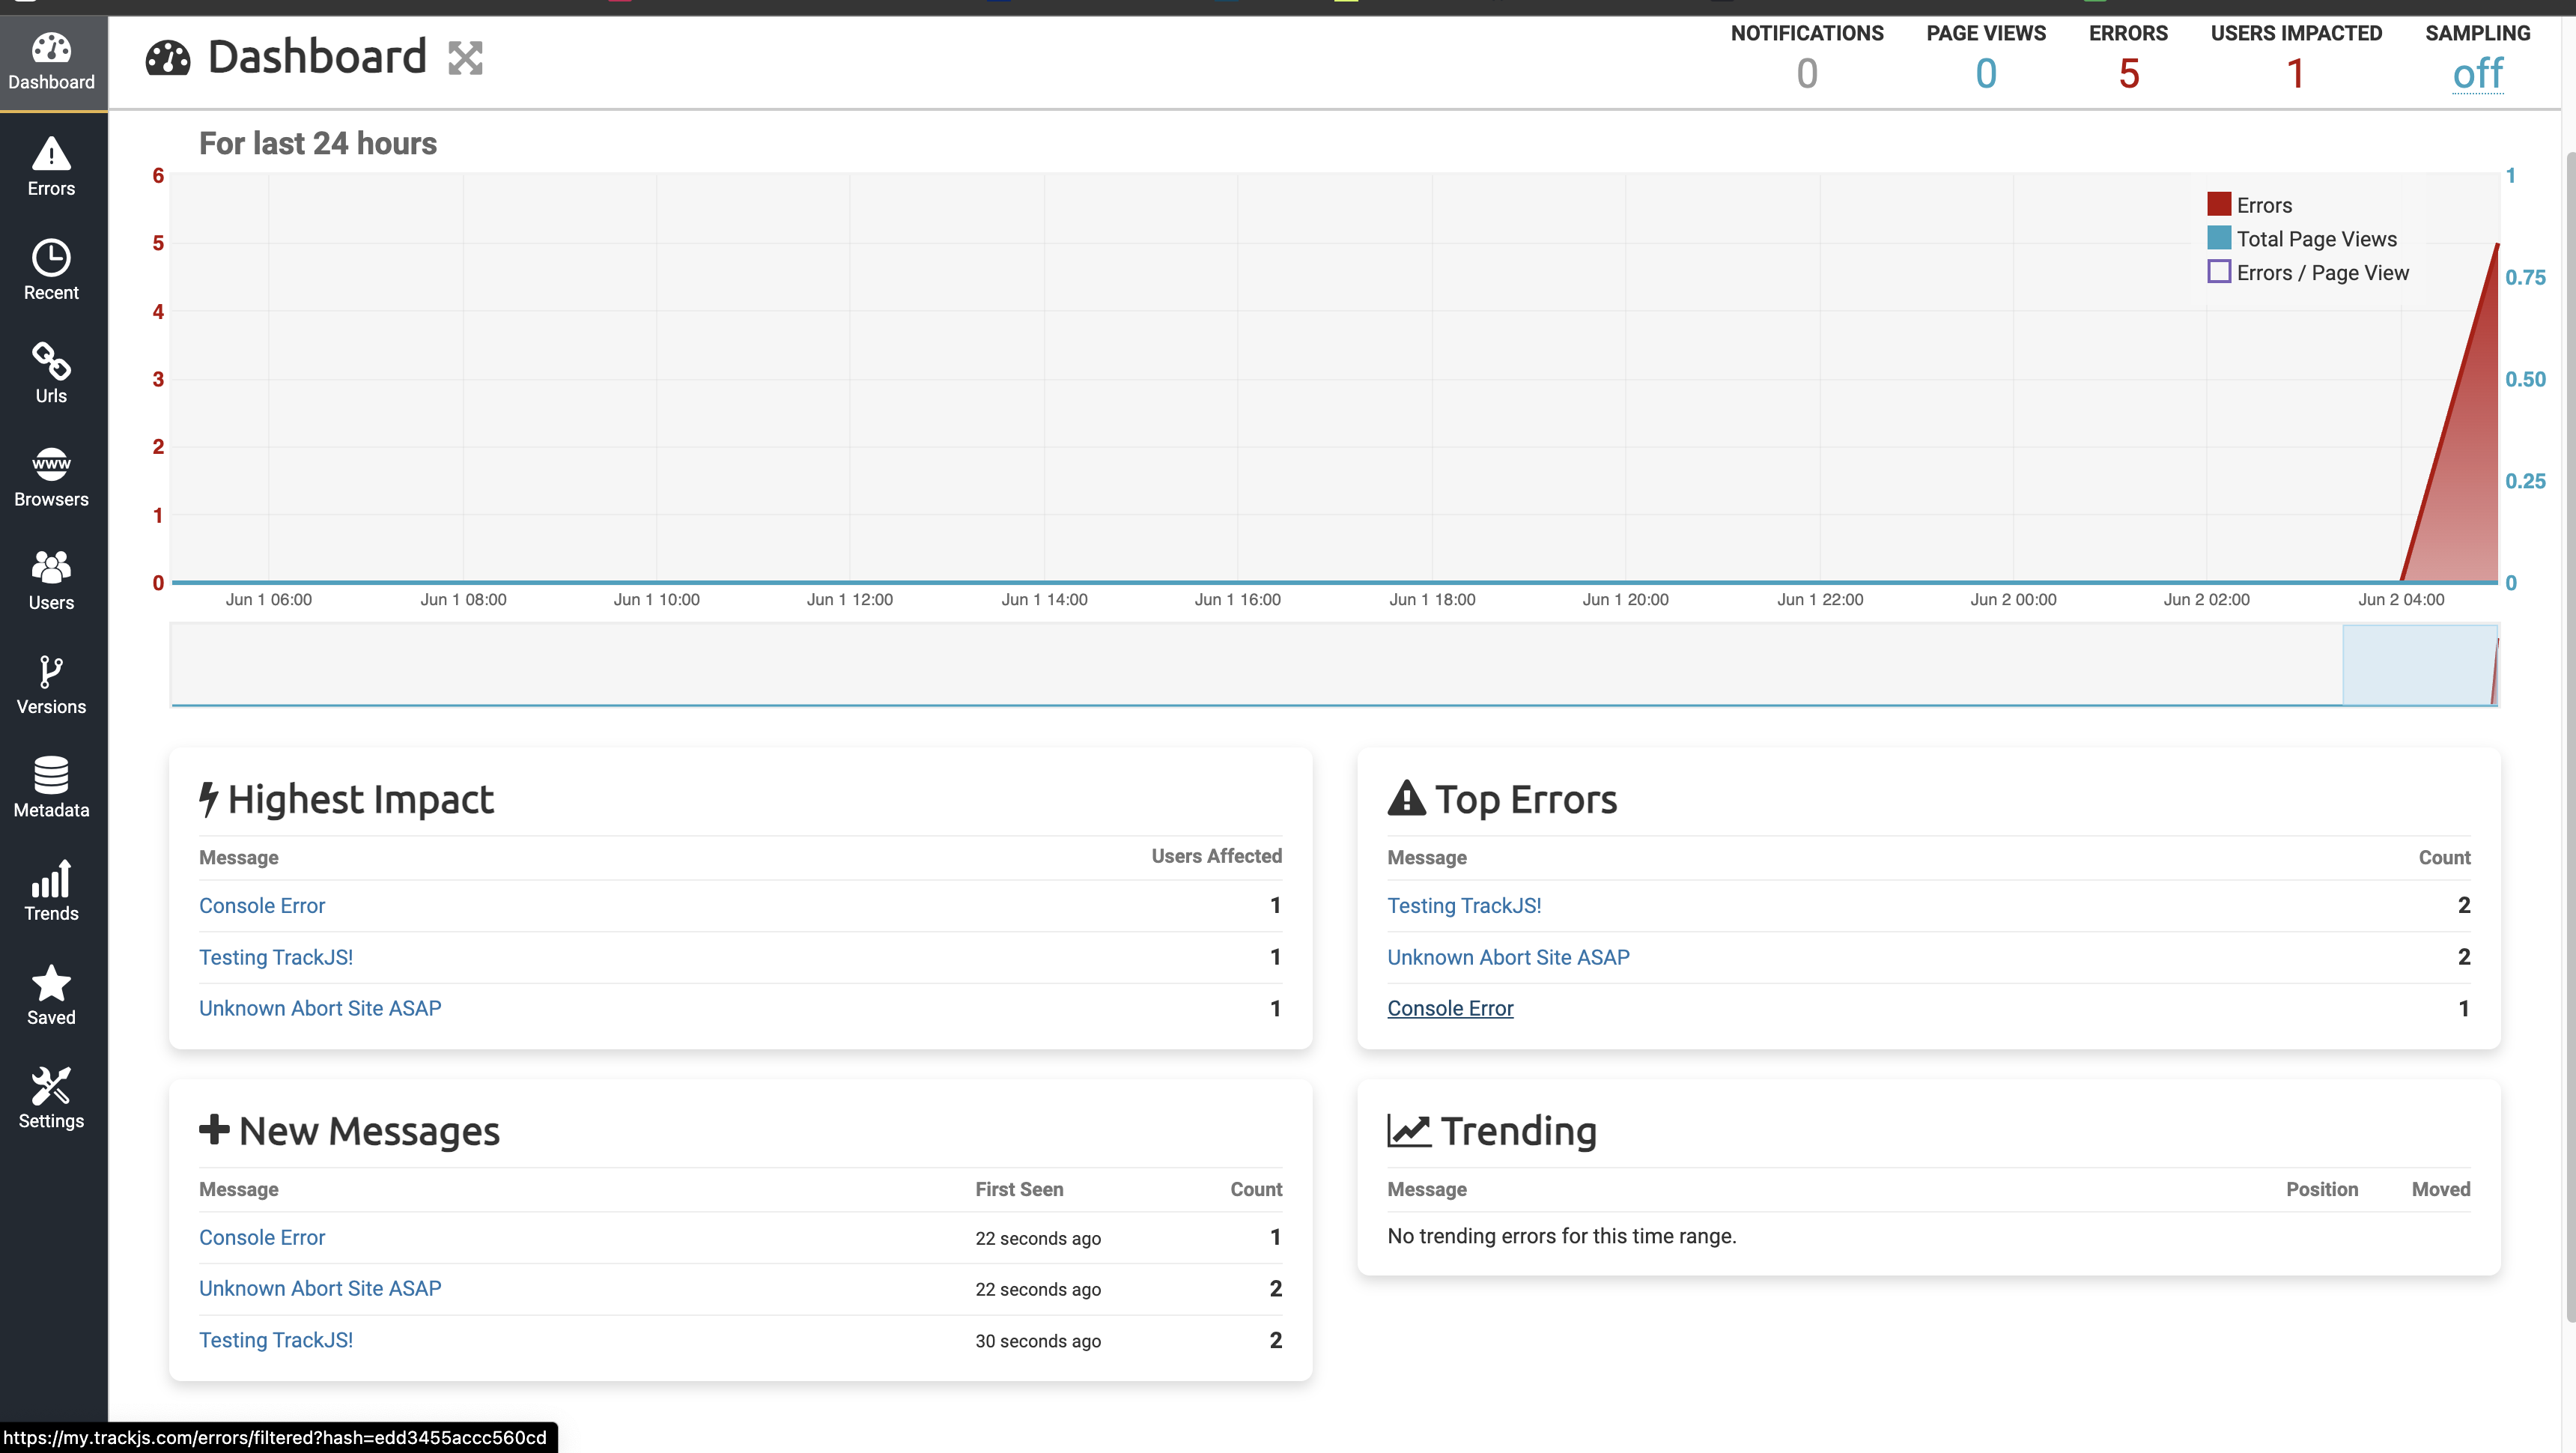 Dashboard
NOTIFICATIONS PAGE VIEWS ERRORS USERS IMPACTED SAMPLING
0 0 5 1 off
Dashboard
Errors
Recent
Urls
www
Browsers
Users
Versions
Metadata
Trends
Saved
Settings
For last 24 hours
6
5
4
3
2
1
0
1
0.75
0.50
0.25
0
Errors
Total Page Views
Errors / Page View
Jun 1 06:00 Jun 1 08:00 Jun 1 10:00 Jun 1 12:00 Jun 1 14:00 Jun 1 16:00 Jun 1 18:00 Jun 1 20:00 Jun 1 22:00 Jun 2 00:00 Jun 2 02:00 Jun 2 04:00
Highest Impact
Message Users Affected
Console Error 1
Testing TrackJS! 1
Unknown Abort Site ASAP 1
Top Errors
Message Count
Testing TrackJS! 2
Unknown Abort Site ASAP 2
Console Error 1
New Messages
Message First Seen Count
Console Error 22 seconds ago 1
Unknown Abort Site ASAP 22 seconds ago 2
Testing TrackJS! 30 seconds ago 2
Trending
Message Position Moved
No trending errors for this time range.
https://my.trackjs.com/errors/filtered?hash=edd3455accc560cd